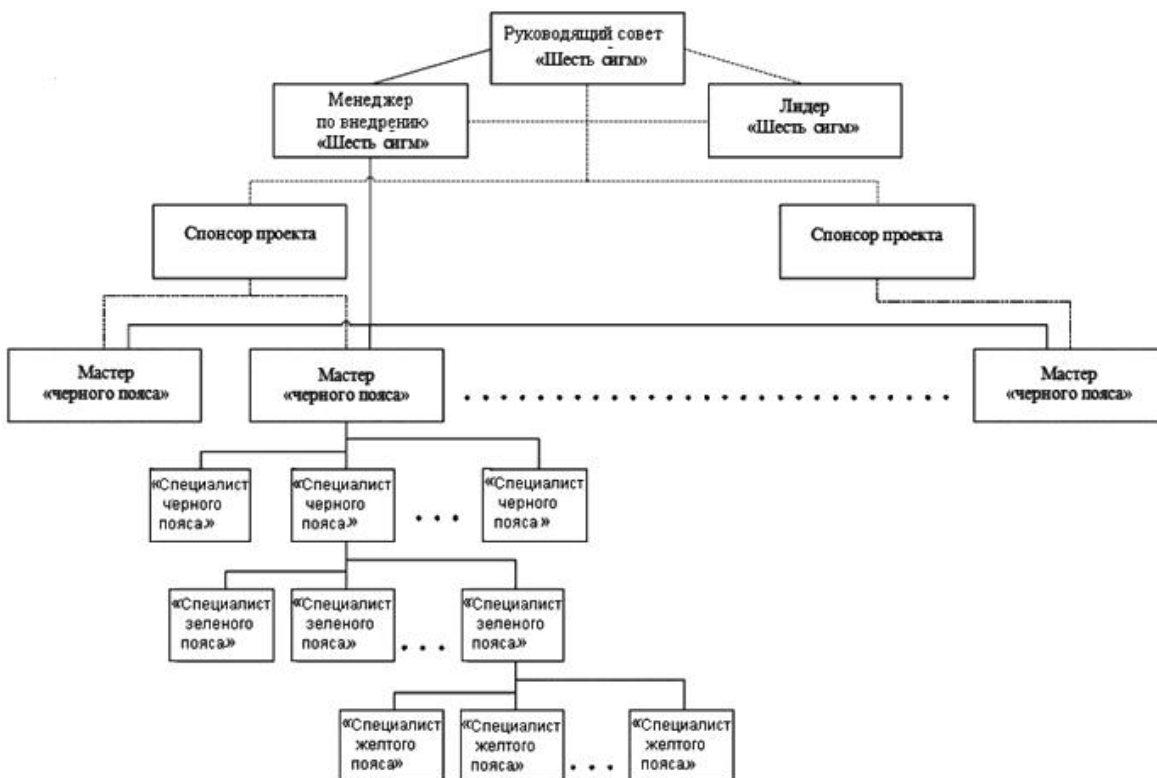 Руководящий совет
«Шесть сигм»
Менеджер
по внедрению
«Шесть сигм»
Лидер
«Шесть сигм»
Спонсор проекта
Спонсор проекта
Мастер
«черного пояса»
Мастер
«черного пояса»
Мастер
«черного пояса»
«Специалист
черного
пояса»
«Специалист
черного
пояса»
«Специалист
черного
пояса»
«Специалист
зеленого
пояса»
«Специалист
зеленого
пояса»
«Специалист
зеленого
пояса»
«Специалист
желтого
пояса»
«Специалист
желтого
пояса»
«Специалист
желтого
пояса»